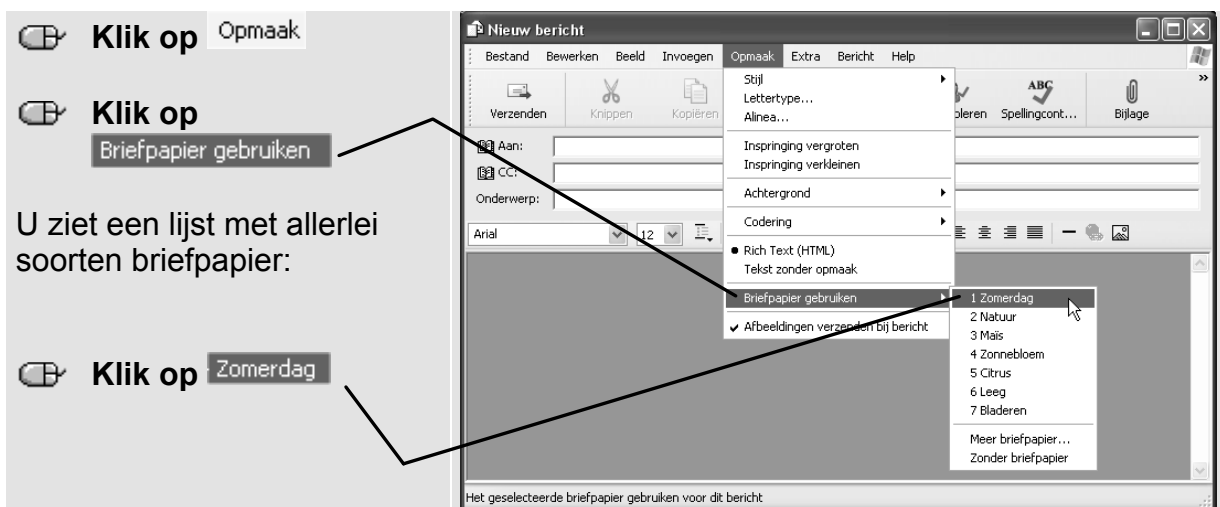 Klik op Opmaak
Klik op
Briefpapier gebruiken
U ziet een lijst met allerlei
soorten briefpapier:
Klik op Zomerdag
Nieuw bericht
Bestand Bewerken Beeld Invoegen Opmaak Extra Bericht Help
Verzenden Knippen Kopiëren Spellingcont... Bijlage
ABC
Aan:
CC:
Onderwerp:
Arial 12
Stijl
Lettertype...
Alinea...
Inspringing vergroten
Inspringing verkleinen
Achtergrond
Codering
Rich Text (HTML)
Tekst zonder opmaak
Briefpapier gebruiken
Afbeeldingen verzenden bij bericht
1 Zomerdag
2 Natuur
3 Maïs
4 Zonnebloem
5 Citrus
6 Leeg
7 Bladeren
Meer briefpapier...
Zonder briefpapier
Het geselecteerde briefpapier gebruiken voor dit bericht